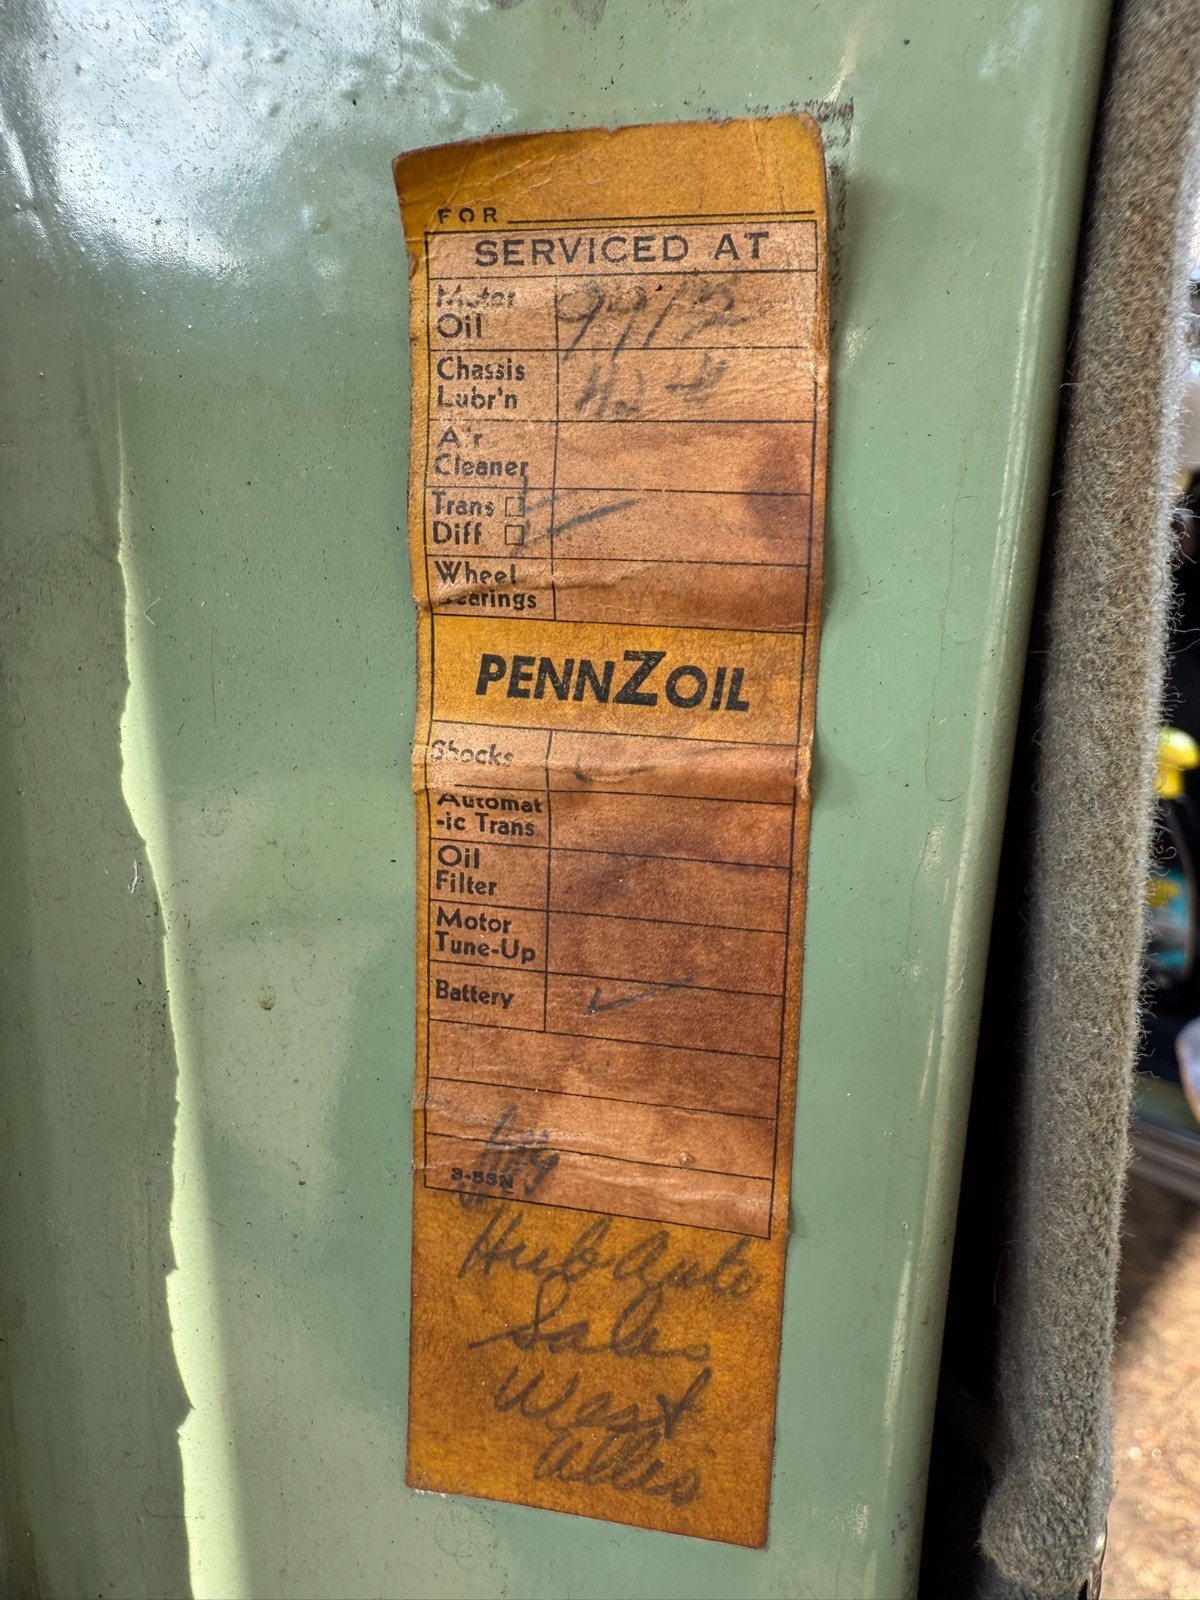 FOR
SERVICED AT
Motor
Oil
Chassis
Lubr'n
Air
Cleaner
Trans
Diff
Wheel
Bearings
PENNZOIL
Shocks
Automat
-ic Trans
Oil
Filter
Motor
Tune-Up
Battery
3-55N
Hub Auto
Sales
West
Allis